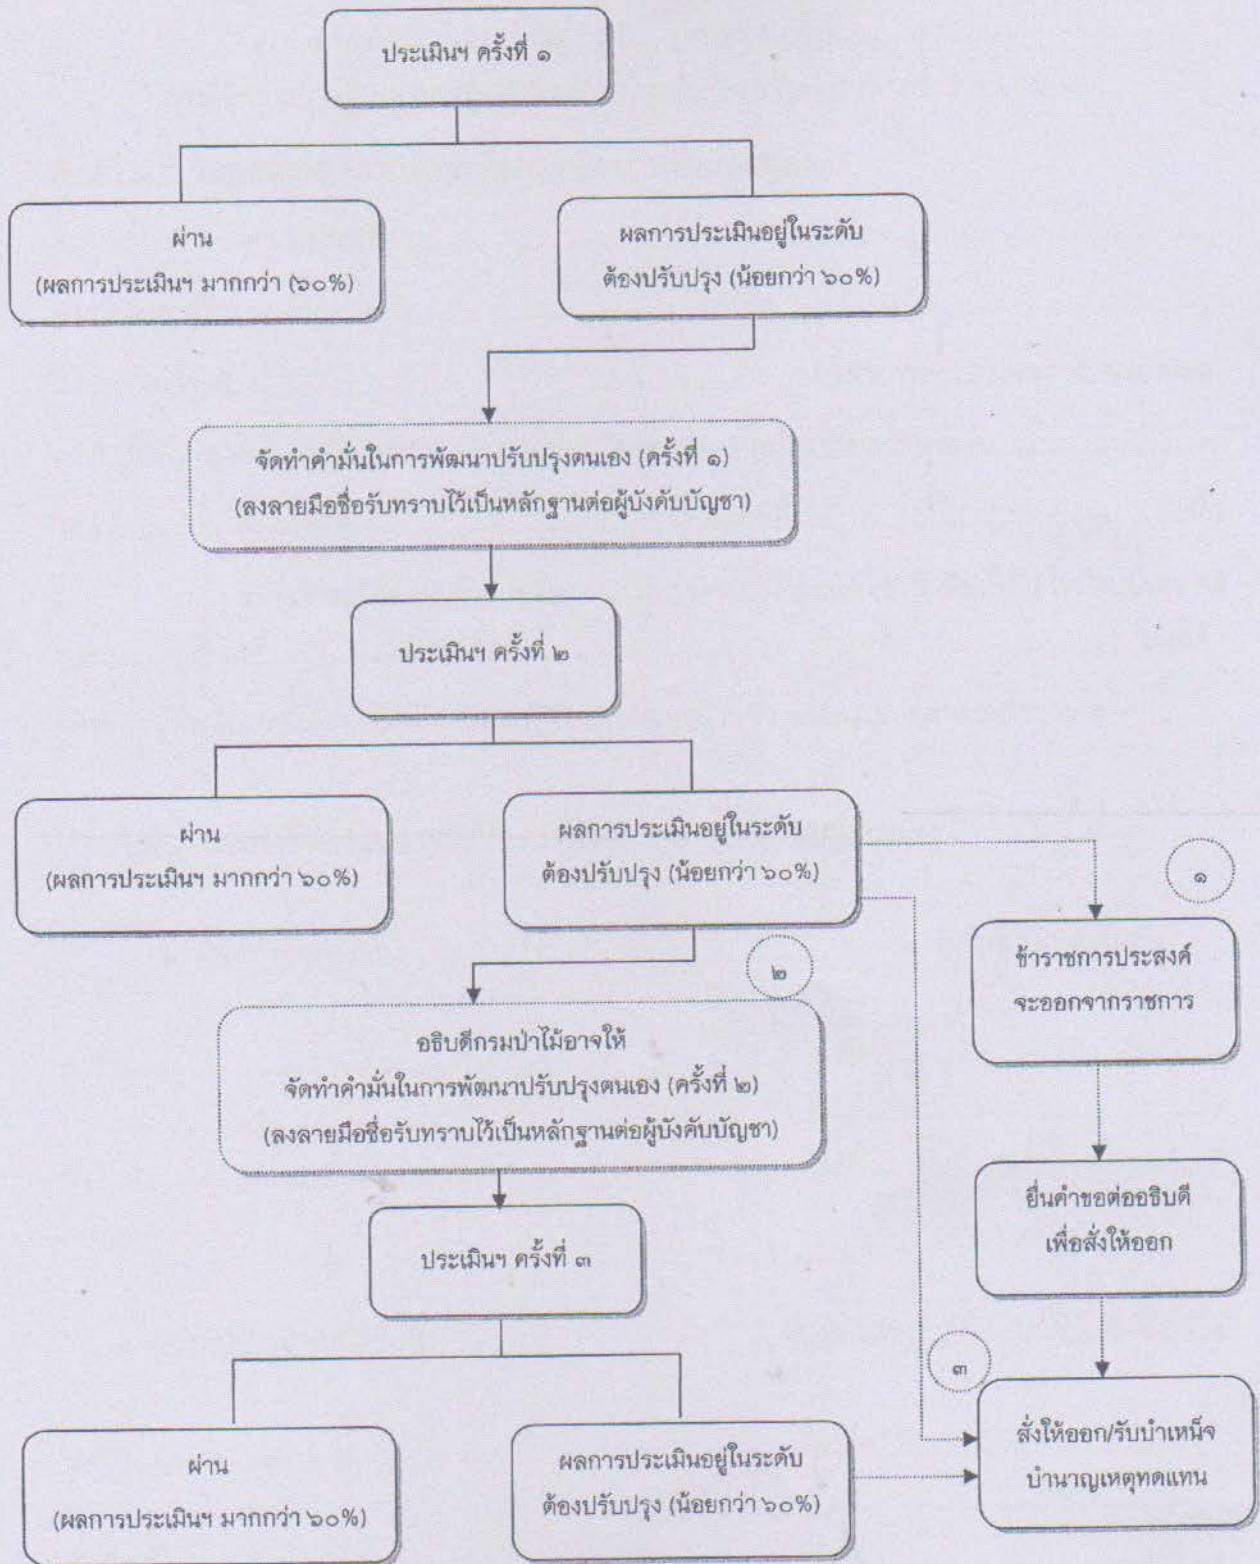 ประเมินฯ ครั้งที่ ๑
ผ่าน
(ผลการประเมินฯ มากกว่า (๖๐%)
ผลการประเมินอยู่ในระดับ
ต้องปรับปรุง (น้อยกว่า ๖๐%)
จัดทำคำมั่นในการพัฒนาปรับปรุงตนเอง (ครั้งที่ ๑)
(ลงลายมือชื่อรับทราบไว้เป็นหลักฐานต่อผู้บังคับบัญชา)
ประเมินฯ ครั้งที่ ๒
ผ่าน
(ผลการประเมินฯ มากกว่า ๖๐%)
ผลการประเมินอยู่ในระดับ
ต้องปรับปรุง (น้อยกว่า ๖๐%)
๑
ข้าราชการประสงค์
จะออกจากราชการ
๒
อธิบดีกรมป่าไม้อาจให้
จัดทำคำมั่นในการพัฒนาปรับปรุงตนเอง (ครั้งที่ ๒)
(ลงลายมือชื่อรับทราบไว้เป็นหลักฐานต่อผู้บังคับบัญชา)
ยื่นคำขอต่ออธิบดี
เพื่อสั่งให้ออก
ประเมินฯ ครั้งที่ ๓
๓
สั่งให้ออก/รับบำเหน็จ
บำนาญเหตุทดแทน
ผ่าน
(ผลการประเมินฯ มากกว่า ๖๐%)
ผลการประเมินอยู่ในระดับ
ต้องปรับปรุง (น้อยกว่า ๖๐%)